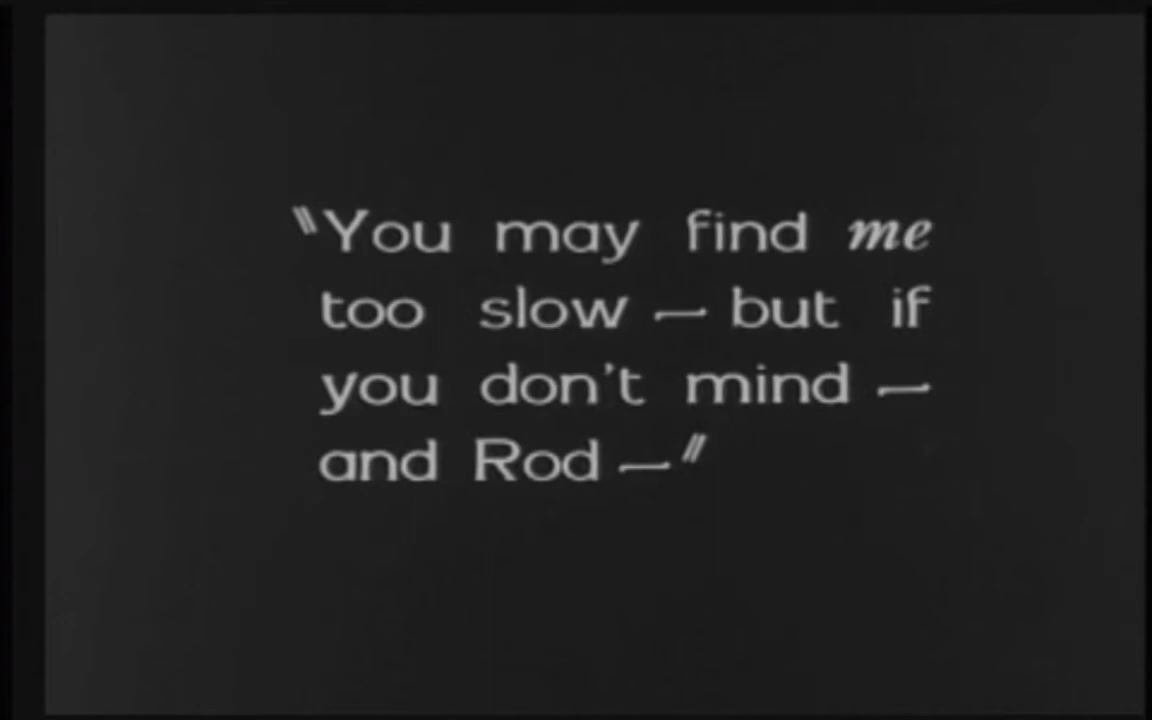 "You may find me
too slow — but if
you don't mind —
and Rod —"